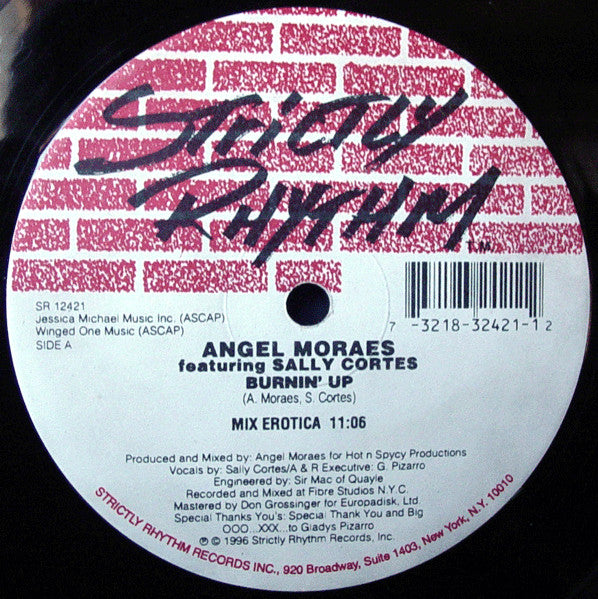 STRICTLY
RHYTHM
T.M.
SR 12421
Jessica Michael Music Inc. (ASCAP)
Winged One Music (ASCAP)
SIDE A
7 -3218-32421-1 2
ANGEL MORAES
featuring SALLY CORTES
BURNIN' UP
(A. Moraes, S. Cortes)
MIX EROTICA 11:06
Produced and Mixed by: Angel Moraes for Hot n Spycy Productions
Vocals by: Sally Cortes/A & R Executive: G. Pizarro
Engineered by: Sir Mac of Quayle
Recorded and Mixed at Fibre Studios N.Y.C.
Mastered by Don Grossinger for Europadisk, Ltd.
Special Thanks You's: Special Thank You and Big
OOO...XXX...to Gladys Pizarro
℗ © 1996 Strictly Rhythm Records, Inc.
STRICTLY RHYTHM RECORDS INC., 920 Broadway, Suite 1403, New York, N.Y. 10010